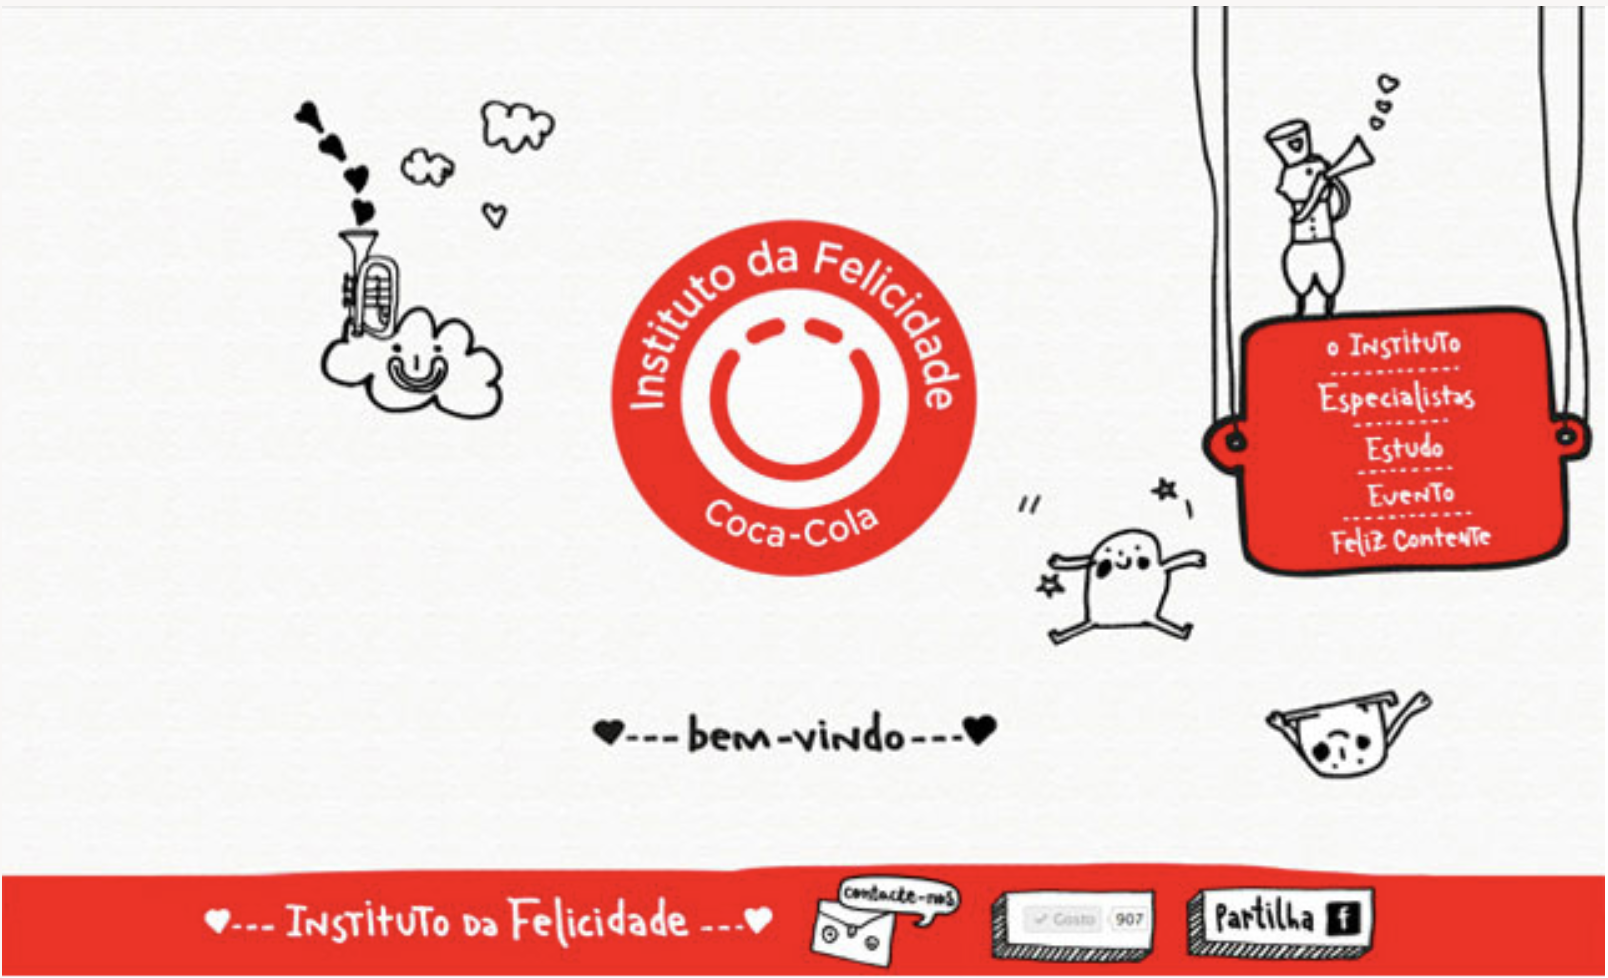 Instituto da Felicidade
Coca-Cola
o Instituto
Especialistas
Estudo
Evento
Feliz Contente
bem-vindo
Instituto da Felicidade
contacte-nos
Gosto 907
Partilha f